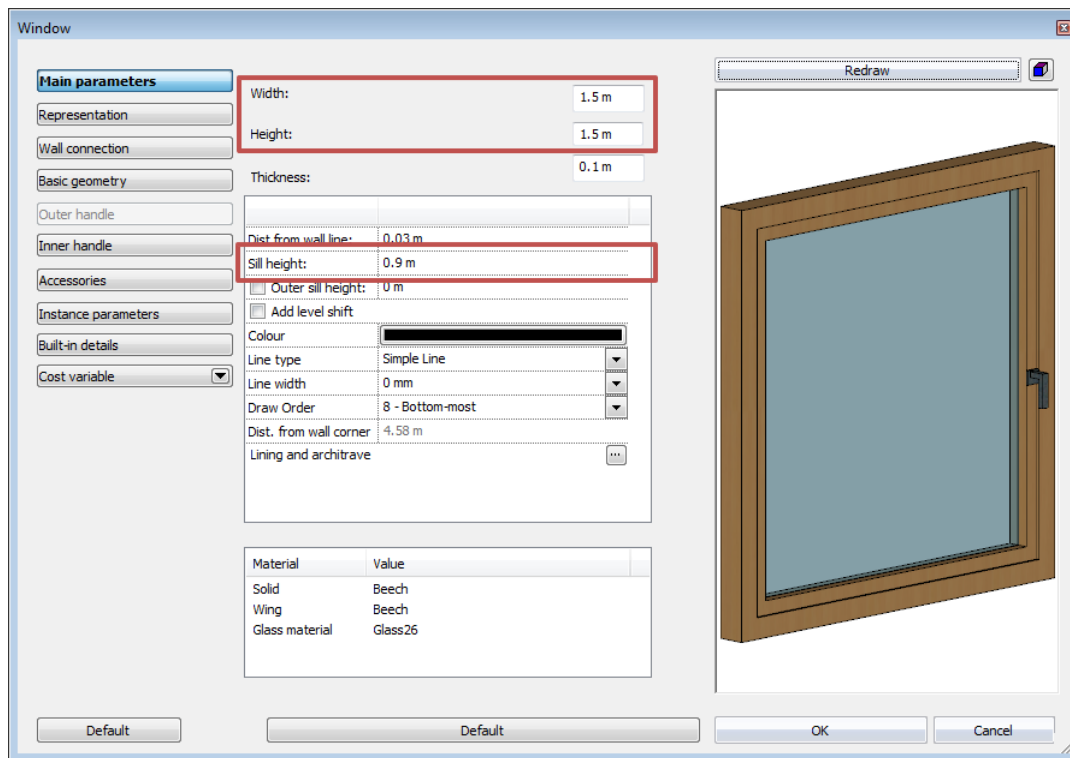 Window
Main parameters
Representation
Wall connection
Basic geometry
Outer handle
Inner handle
Accessories
Instance parameters
Built-in details
Cost variable
Width: 1.5 m
Height: 1.5 m
Thickness: 0.1 m
Dist from wall line: 0.03 m
Sill height: 0.9 m
Outer sill height: 0 m
Add level shift
Colour
Line type Simple Line
Line width 0 mm
Draw Order 8 - Bottom-most
Dist. from wall corner 4.58 m
Lining and architrave ...
Material Value
Solid Beech
Wing Beech
Glass material Glass26
Redraw
Default Default OK Cancel